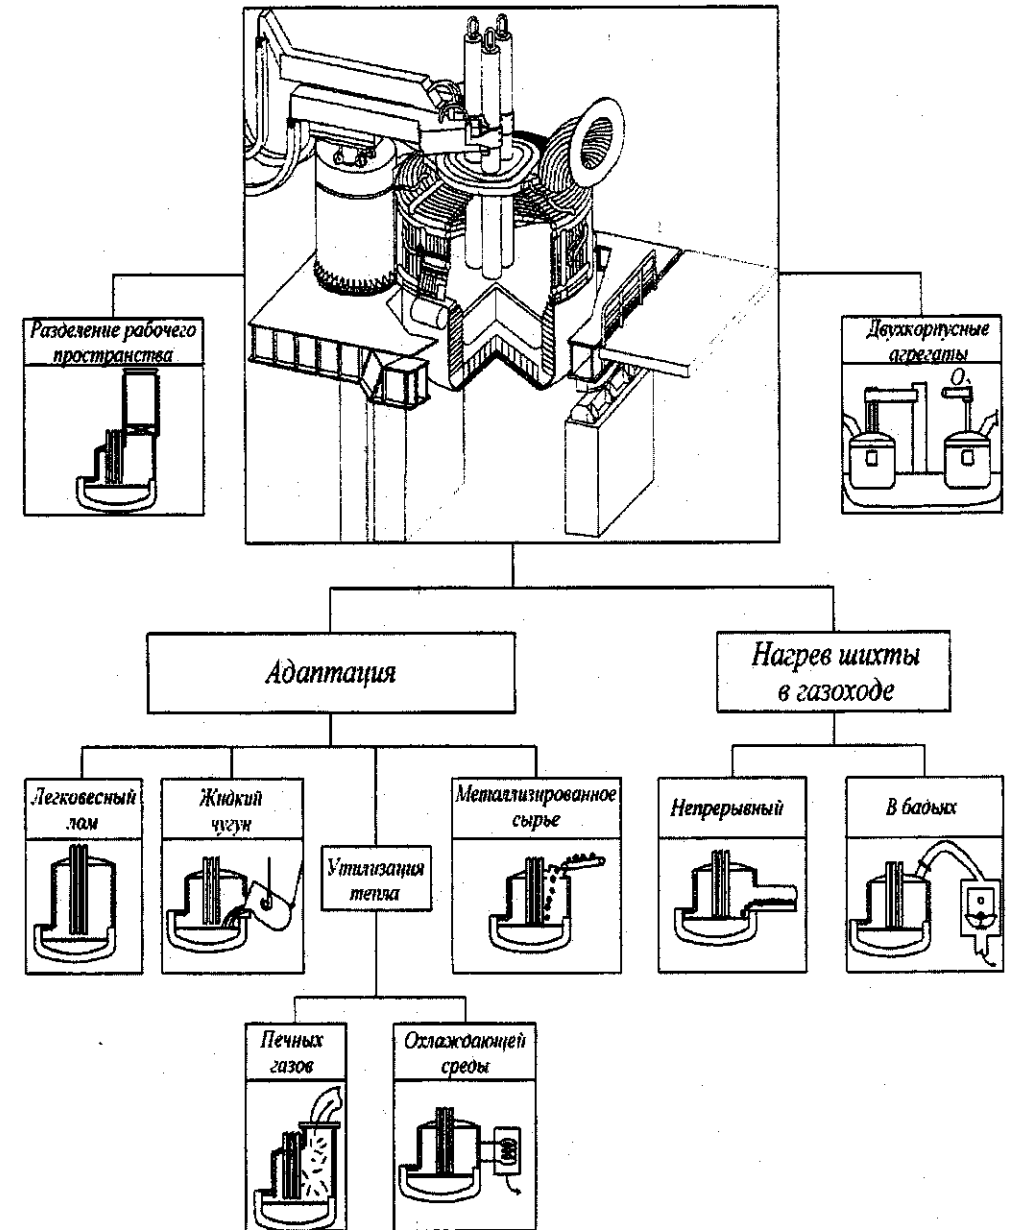 Разделение рабочего
пространства
Двухкорпусные
агрегаты
O
Адаптация
Нагрев шихты
в газоходе
Легковесный
лом
Жидкий
чугун
Утилизация
тепла
Металлизированное
сырье
Непрерывный
В бадьях
Печных
газов
Охлаждающей
среды